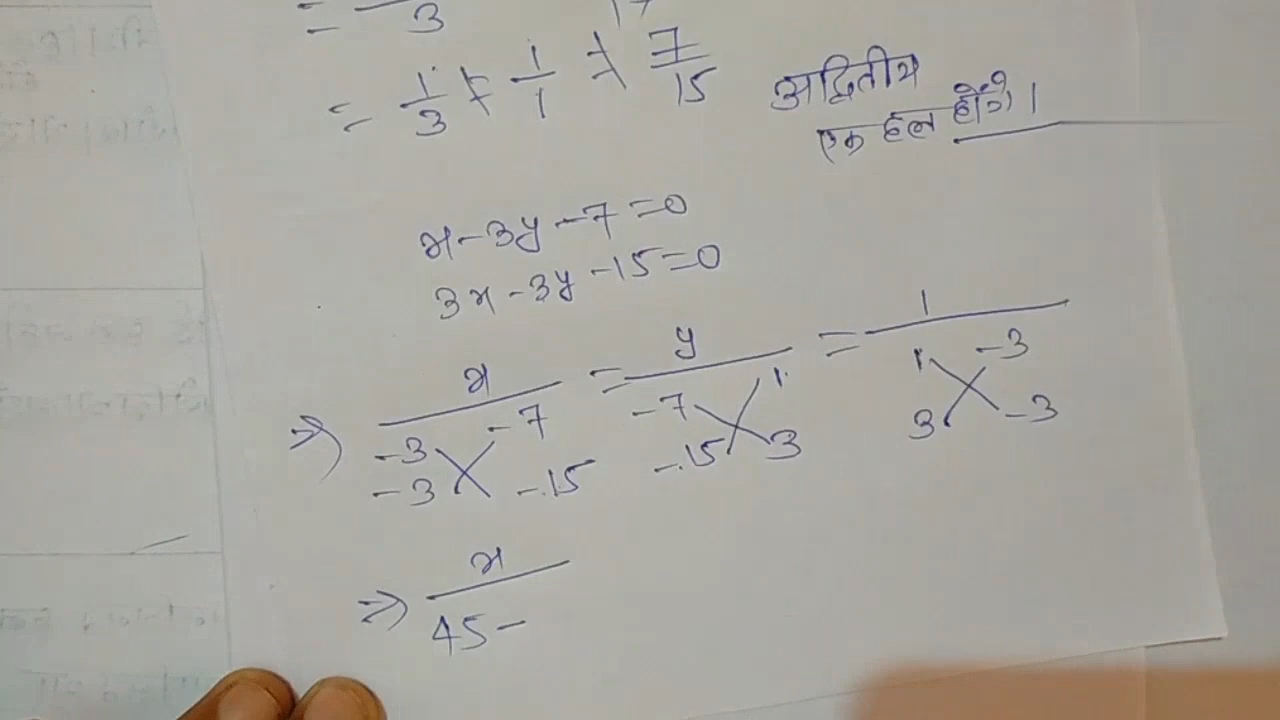 = 3
= 1/3 ≠ 1/1 ≠ 7/15
अद्वितीय
एक हल होंगे।
x - 3y - 7 = 0
3x - 3y - 15 = 0
⇒ x = y = 1
-3 -7 -7 1 1 -3
-3 -15 -15 3 3 -3
⇒ x
45 -